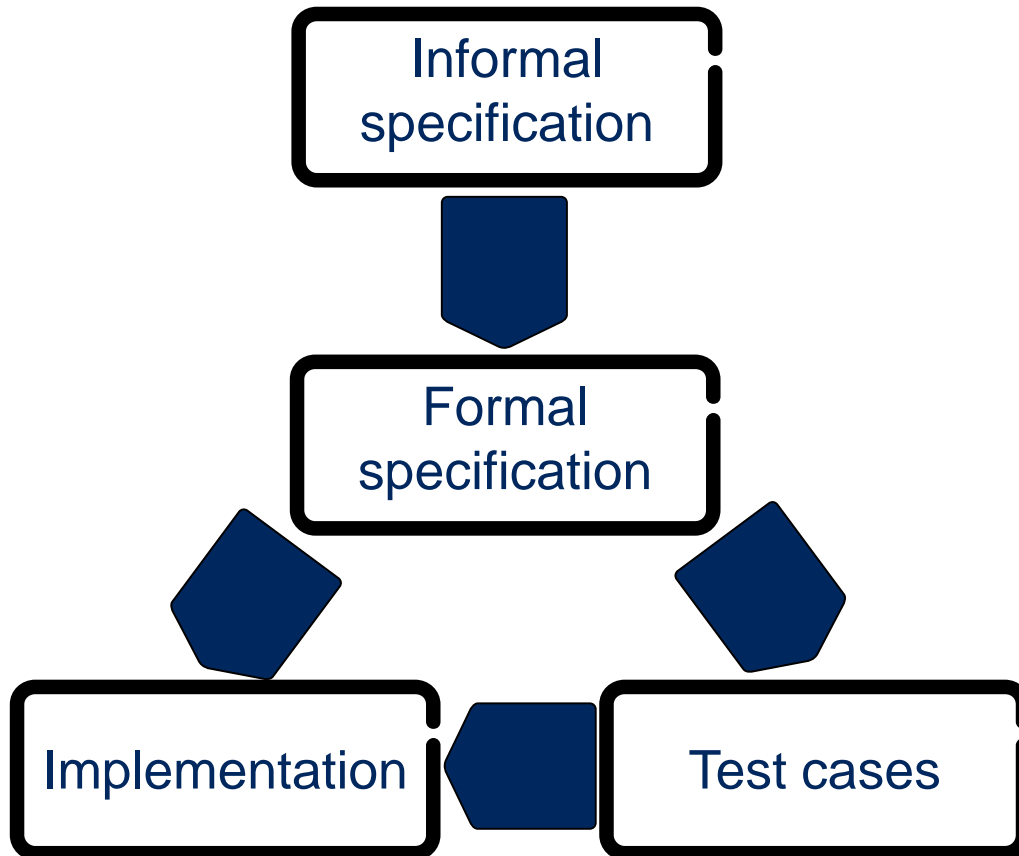 Informal
specification
Formal
specification
Implementation
Test cases